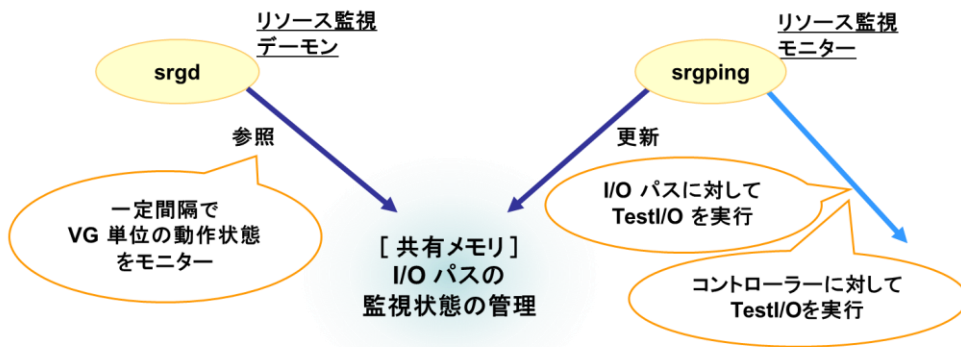 リソース監視
デーモン
srgd
リソース監視
モニター
srgping
参照
更新
一定間隔で
VG 単位の動作状態
をモニター
I/O パスに対して
TestI/O を実行
[ 共有メモリ ]
I/O パスの
監視状態の管理
コントローラーに対して
TestI/Oを実行